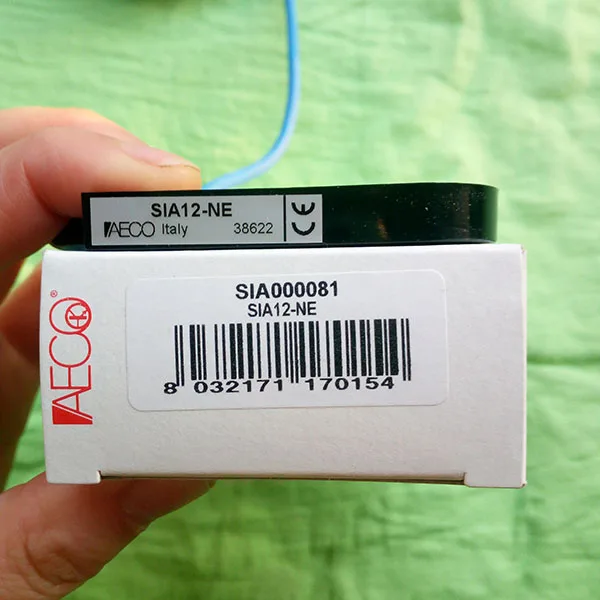 SIA12-NE
AECO Italy 38622
CE
AECO®
SIA000081
SIA12-NE
8 032171 170154